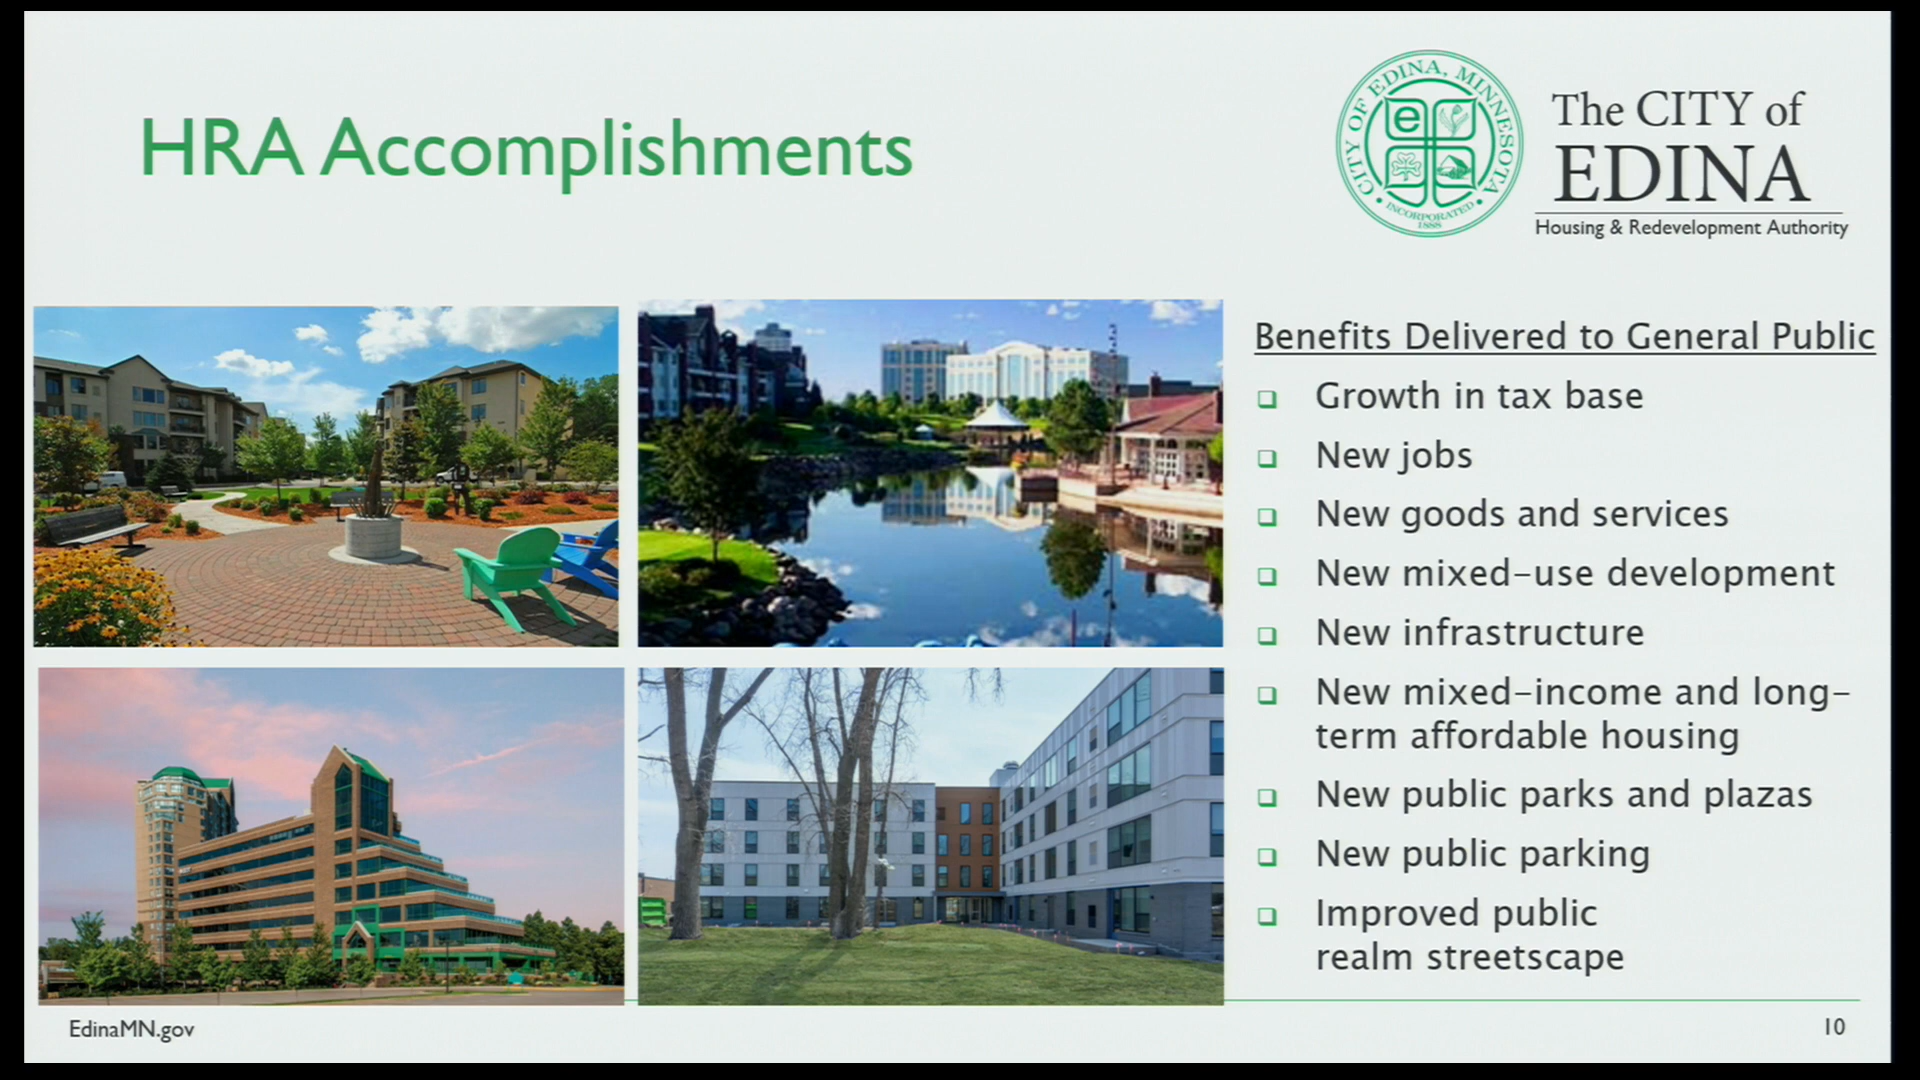 HRA Accomplishments
CITY OF EDINA, MINNESOTA
e
INCORPORATED
1888
The CITY of
EDINA
Housing & Redevelopment Authority
Benefits Delivered to General Public
Growth in tax base
New jobs
New goods and services
New mixed-use development
New infrastructure
New mixed-income and long-
term affordable housing
New public parks and plazas
New public parking
Improved public
realm streetscape
EdinaMN.gov
10